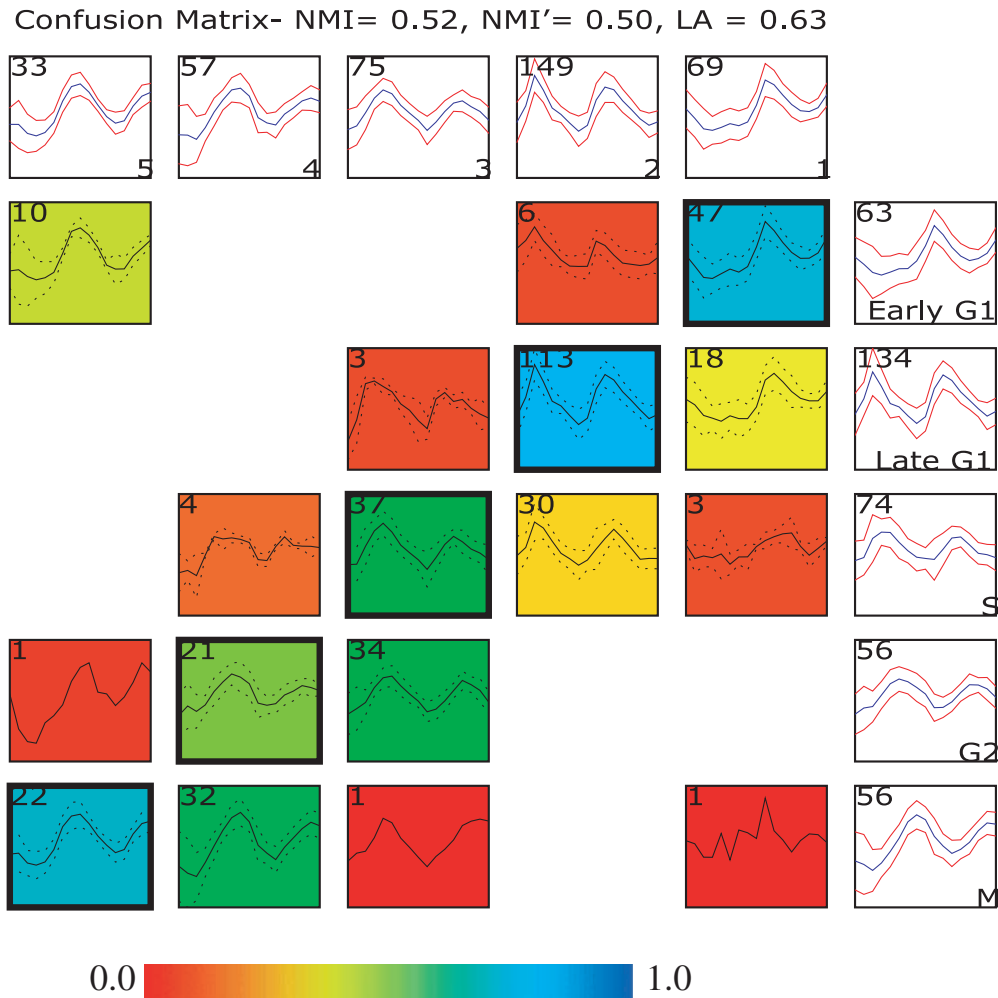 Confusion Matrix- NMI= 0.52, NMI'= 0.50, LA = 0.63
33 57 75 149 69
5 4 3 2 1
10 6 47 63
Early G1
3 113 18 134
Late G1
4 37 30 3 74
S
1 21 34 56
G2
22 32 1 1 56
M
0.0 1.0